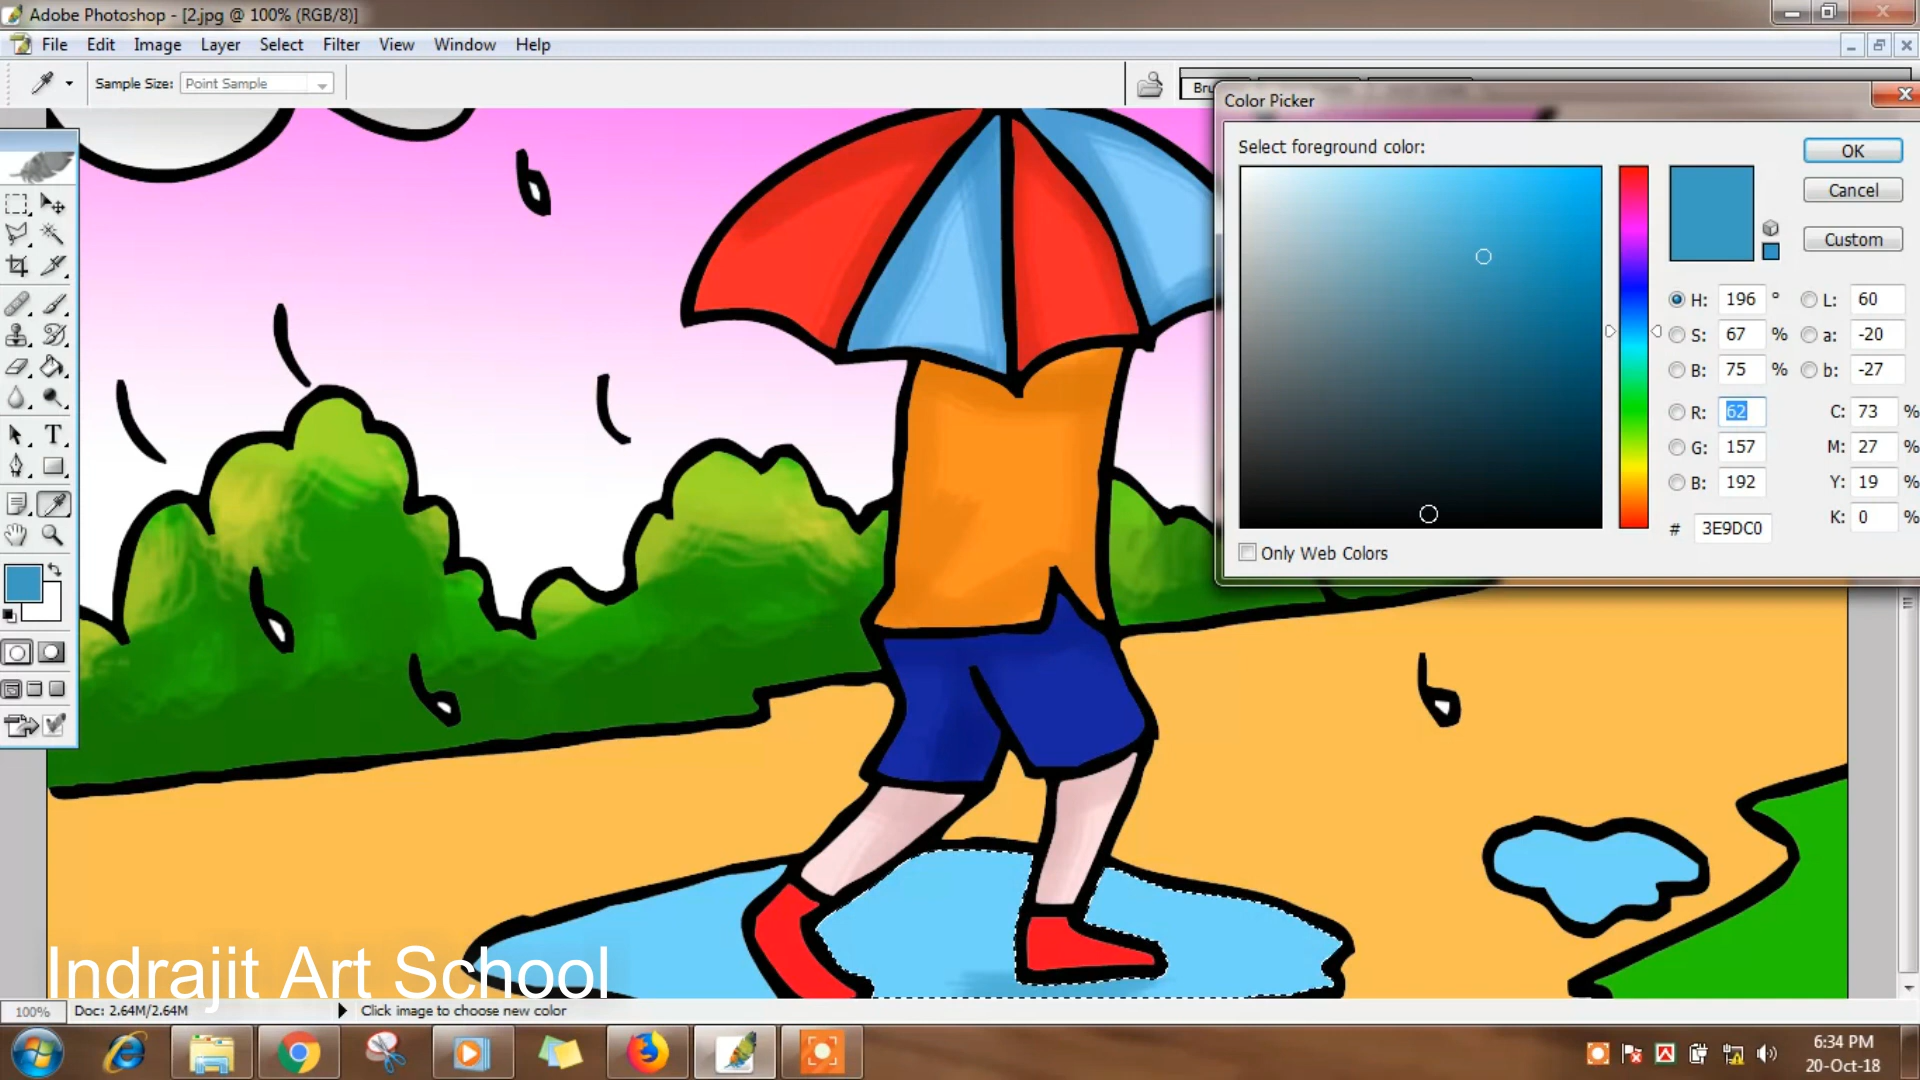 Adobe Photoshop - [2.jpg @ 100% (RGB/8)]
File Edit Image Layer Select Filter View Window Help
Sample Size: Point Sample
Color Picker
Select foreground color:
OK
Cancel
Custom
H: 196 ° L: 60
S: 67 % a: -20
B: 75 % b: -27
R: 62 C: 73 %
G: 157 M: 27 %
B: 192 Y: 19 %
# 3E9DC0 K: 0 %
Only Web Colors
T
Indrajit Art School
100% Doc: 2.64M/2.64M Click image to choose new color
6:34 PM
20-Oct-18